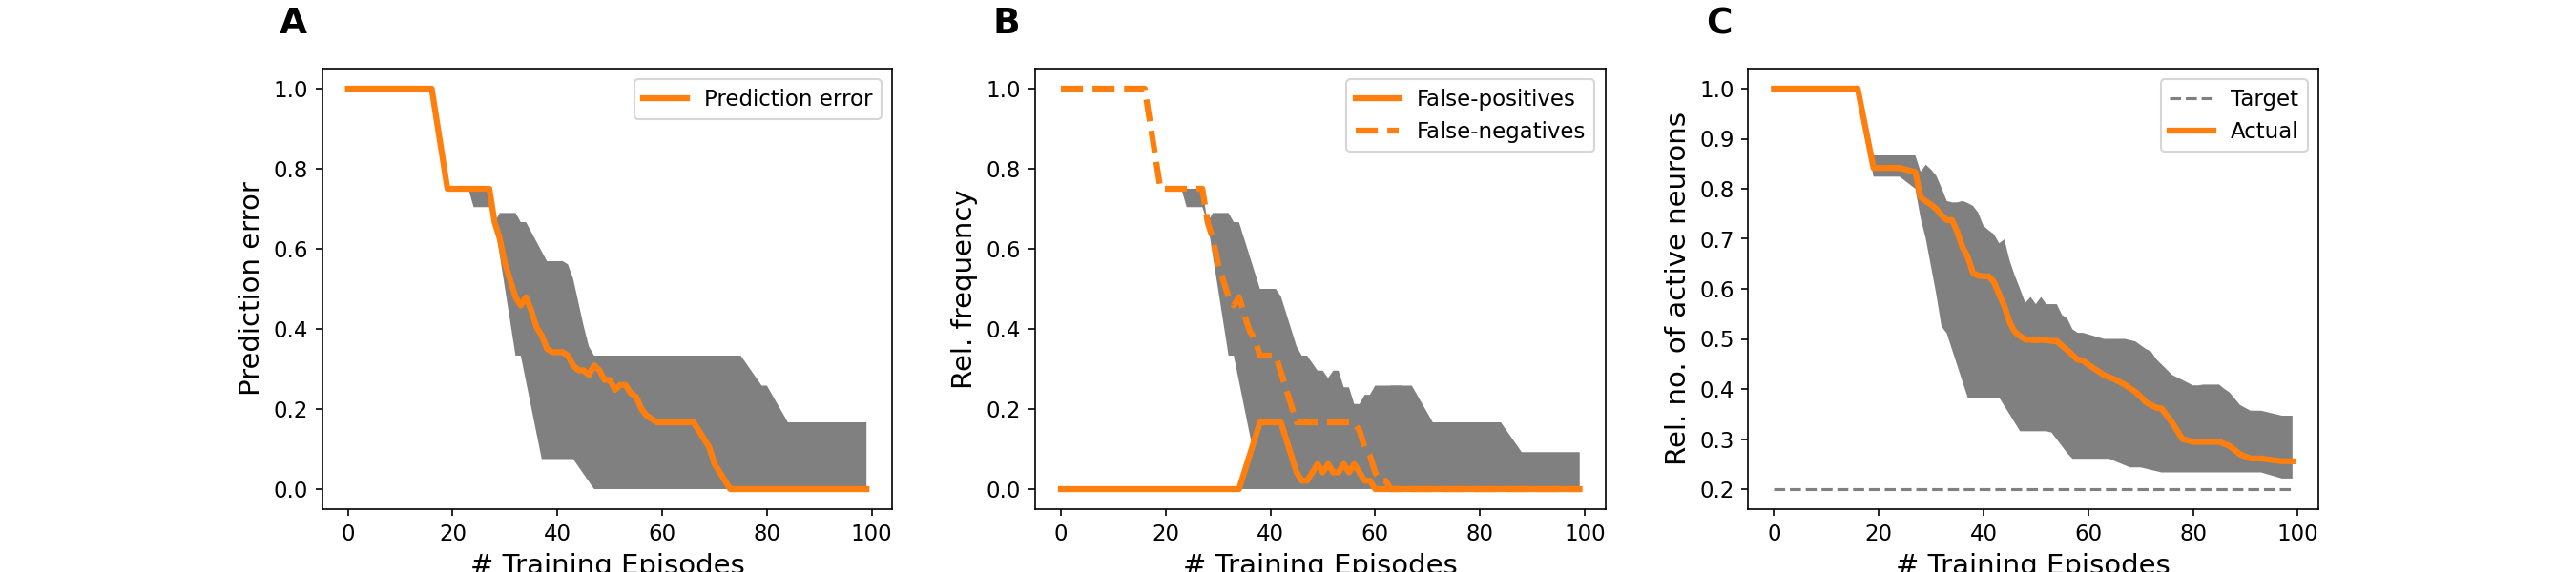 A
Prediction error
1.0
0.8
0.6
0.4
0.2
0.0
Prediction error
0 20 40 60 80 100
# Training Episodes
B
False-positives
False-negatives
1.0
0.8
0.6
0.4
0.2
0.0
Rel. frequency
0 20 40 60 80 100
# Training Episodes
C
Target
Actual
1.0
0.9
0.8
0.7
0.6
0.5
0.4
0.3
0.2
Rel. no. of active neurons
0 20 40 60 80 100
# Training Episodes